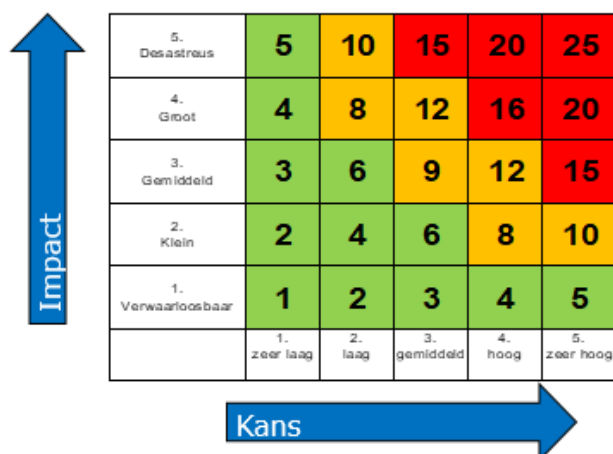 5.
Desastreus
5 10 15 20 25
4.
Groot
4 8 12 16 20
3.
Gemiddeld
3 6 9 12 15
2.
Klein
2 4 6 8 10
1.
Verwaarloosbaar
1 2 3 4 5
1. 2. 3. 4. 5.
zeer laag laag gemiddeld hoog zeer hoog
Impact
Kans